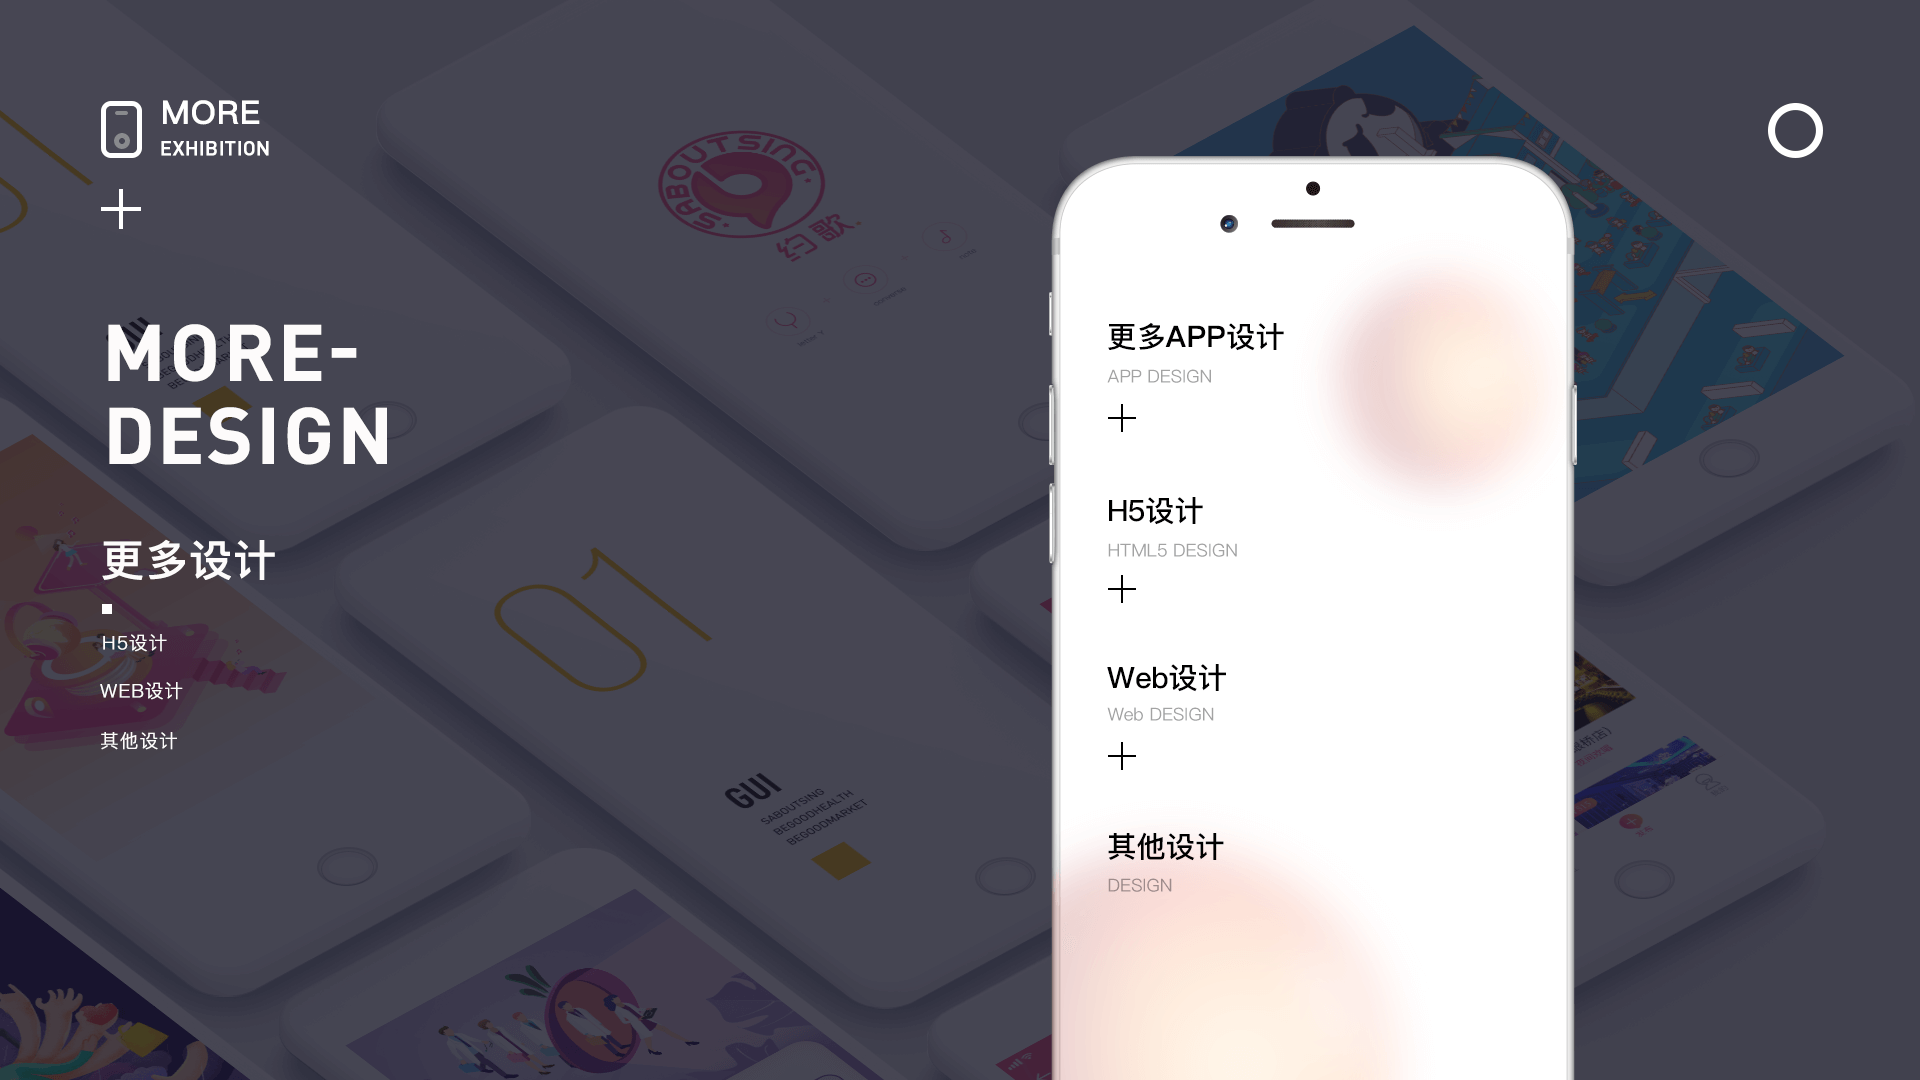 MORE
EXHIBITION
MORE-
DESIGN
更多设计
H5设计
WEB设计
其他设计
更多APP设计
APP DESIGN
H5设计
HTML5 DESIGN
Web设计
Web DESIGN
其他设计
DESIGN
SABOUTSING
约歌
01
GUI
SABOUTSING
BEGOODHEALTH
BEGODDMARKET